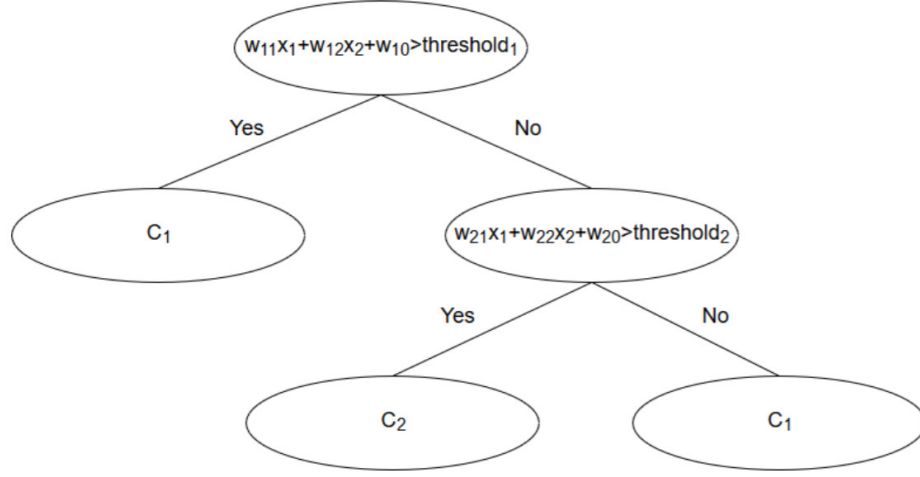 w₁₁x₁+w₁₂x₂+w₁₀>threshold₁
Yes
No
C₁
w₂₁x₁+w₂₂x₂+w₂₀>threshold₂
Yes
No
C₂
C₁